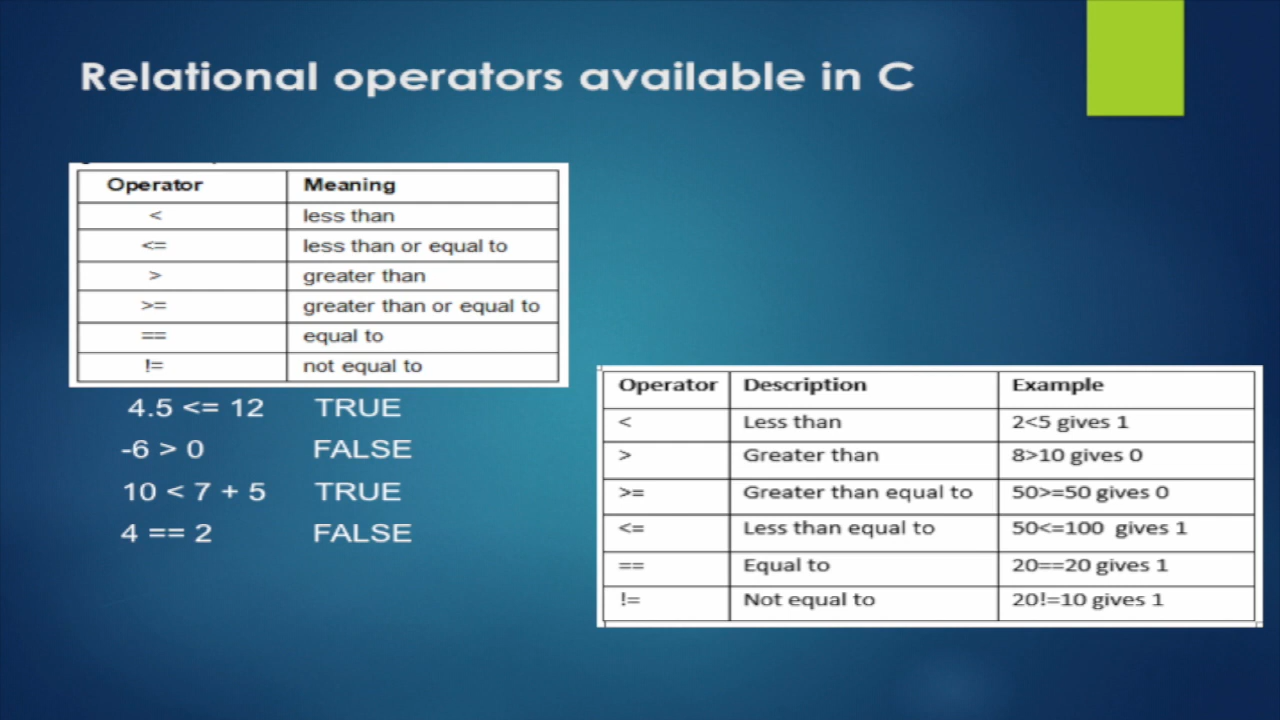 Relational operators available in C
Operator Meaning
< less than
<= less than or equal to
> greater than
>= greater than or equal to
== equal to
!= not equal to
4.5 <= 12 TRUE
-6 > 0 FALSE
10 < 7 + 5 TRUE
4 == 2 FALSE
Operator Description Example
< Less than 2<5 gives 1
> Greater than 8>10 gives 0
>= Greater than equal to 50>=50 gives 0
<= Less than equal to 50<=100 gives 1
== Equal to 20==20 gives 1
!= Not equal to 20!=10 gives 1